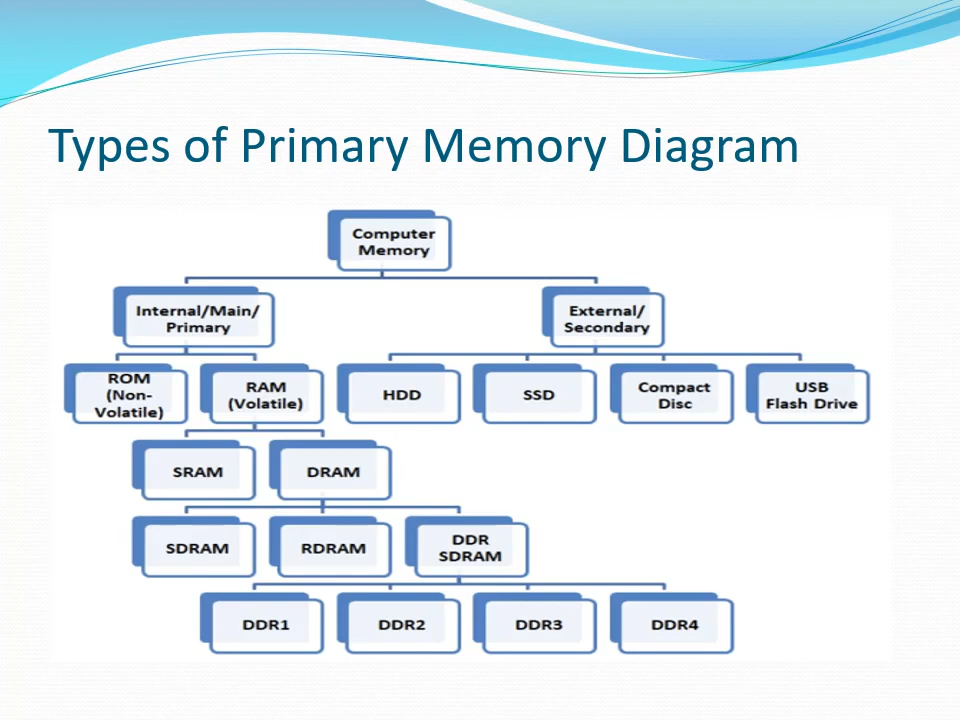 Types of Primary Memory Diagram
Computer
Memory
Internal/Main/
Primary
External/
Secondary
ROM
(Non-
Volatile)
RAM
(Volatile)
HDD
SSD
Compact
Disc
USB
Flash Drive
SRAM
DRAM
SDRAM
RDRAM
DDR
SDRAM
DDR1
DDR2
DDR3
DDR4